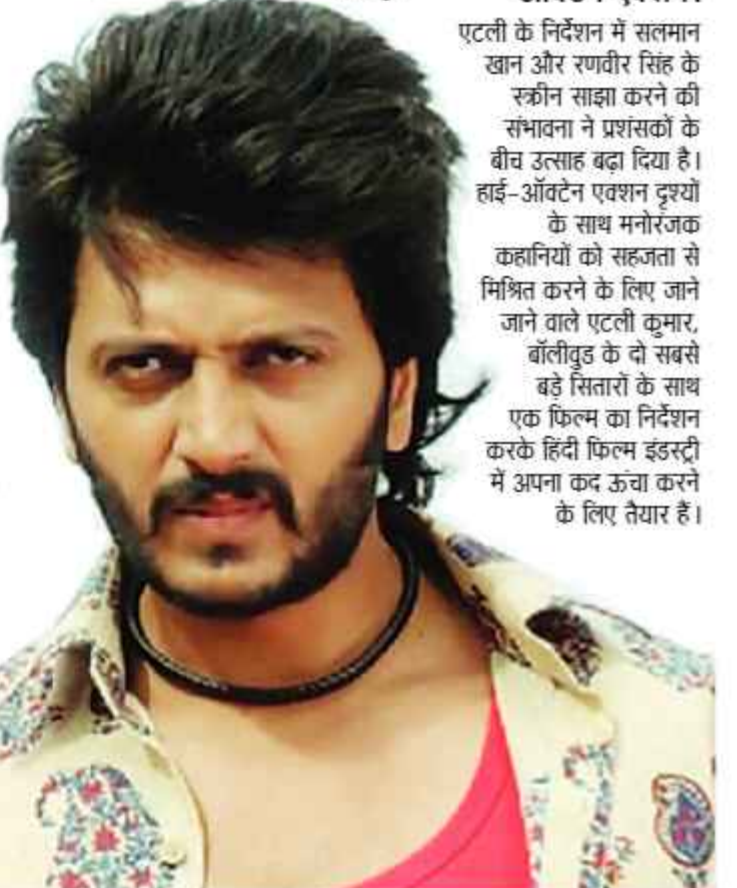 एटली के निर्देशन में सलमान
खान और रणवीर सिंह के
स्क्रीन साझा करने की
संभावना ने प्रशंसकों के
बीच उत्साह बढ़ा दिया है।
हाई-ऑक्टेन एक्शन दृश्यों
के साथ मनोरंजक
कहानियों को सहजता से
मिश्रित करने के लिए जाने
जाने वाले एटली कुमार,
बॉलीवुड के दो सबसे
बड़े सितारों के साथ
एक फिल्म का निर्देशन
करके हिंदी फिल्म इंडस्ट्री
में अपना कद ऊंचा करने
के लिए तैयार हैं।